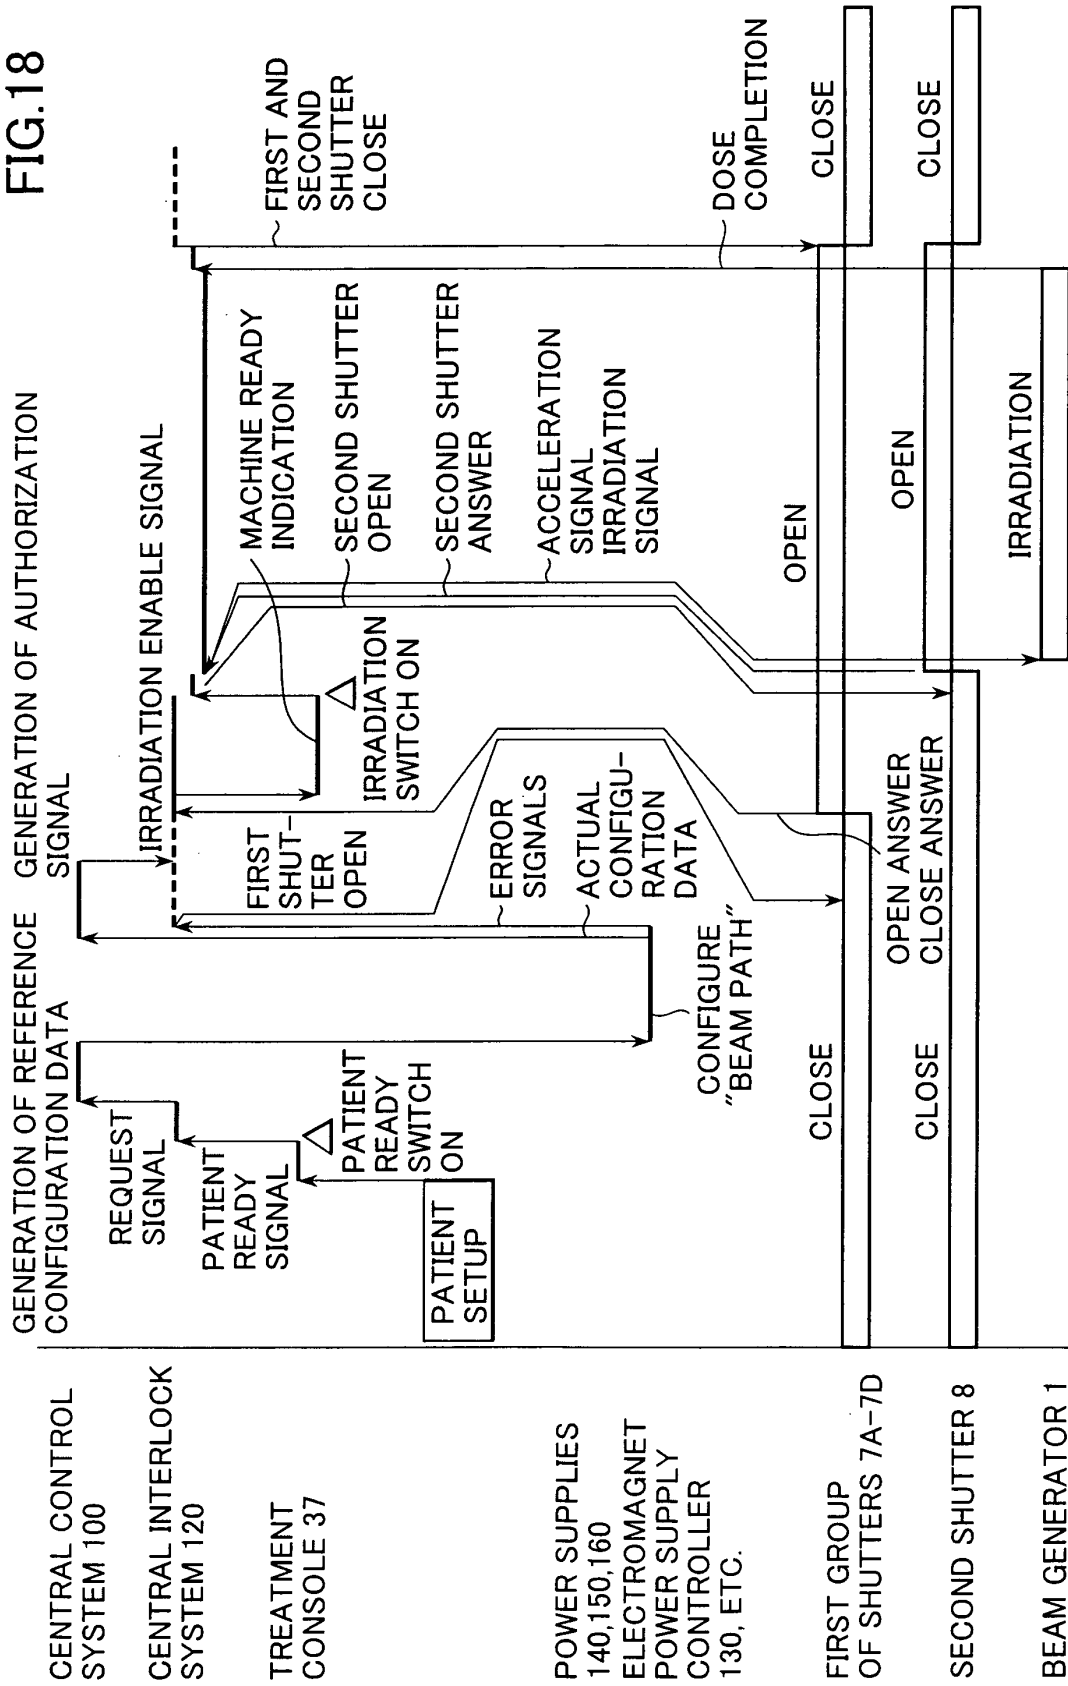 FIG.18
GENERATION OF REFERENCE
CONFIGURATION DATA
GENERATION OF AUTHORIZATION
SIGNAL
CENTRAL CONTROL
SYSTEM 100
REQUEST
SIGNAL
IRRADIATION ENABLE SIGNAL
CENTRAL INTERLOCK
SYSTEM 120
PATIENT
READY
SIGNAL
FIRST
SHUT-
TER
OPEN
MACHINE READY
INDICATION
FIRST AND
SECOND
SHUTTER
CLOSE
TREATMENT
CONSOLE 37
PATIENT
READY
SWITCH
ON
IRRADIATION
SWITCH ON
SECOND SHUTTER
OPEN
PATIENT
SETUP
SECOND SHUTTER
ANSWER
ERROR
SIGNALS
ACCELERATION
SIGNAL
IRRADIATION
SIGNAL
POWER SUPPLIES
140,150,160
ELECTROMAGNET
POWER SUPPLY
CONTROLLER
130, ETC.
ACTUAL
CONFIGU-
RATION
DATA
CONFIGURE
"BEAM PATH"
DOSE
COMPLETION
FIRST GROUP
OF SHUTTERS 7A-7D
CLOSE
OPEN
CLOSE
OPEN ANSWER
CLOSE ANSWER
SECOND SHUTTER 8
CLOSE
OPEN
CLOSE
BEAM GENERATOR 1
IRRADIATION